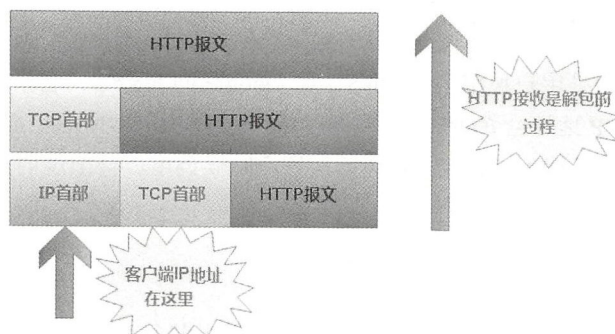 HTTP报文
TCP首部 HTTP报文
IP首部 TCP首部 HTTP报文
HTTP接收是解包的
过程
客户端IP地址
在这里